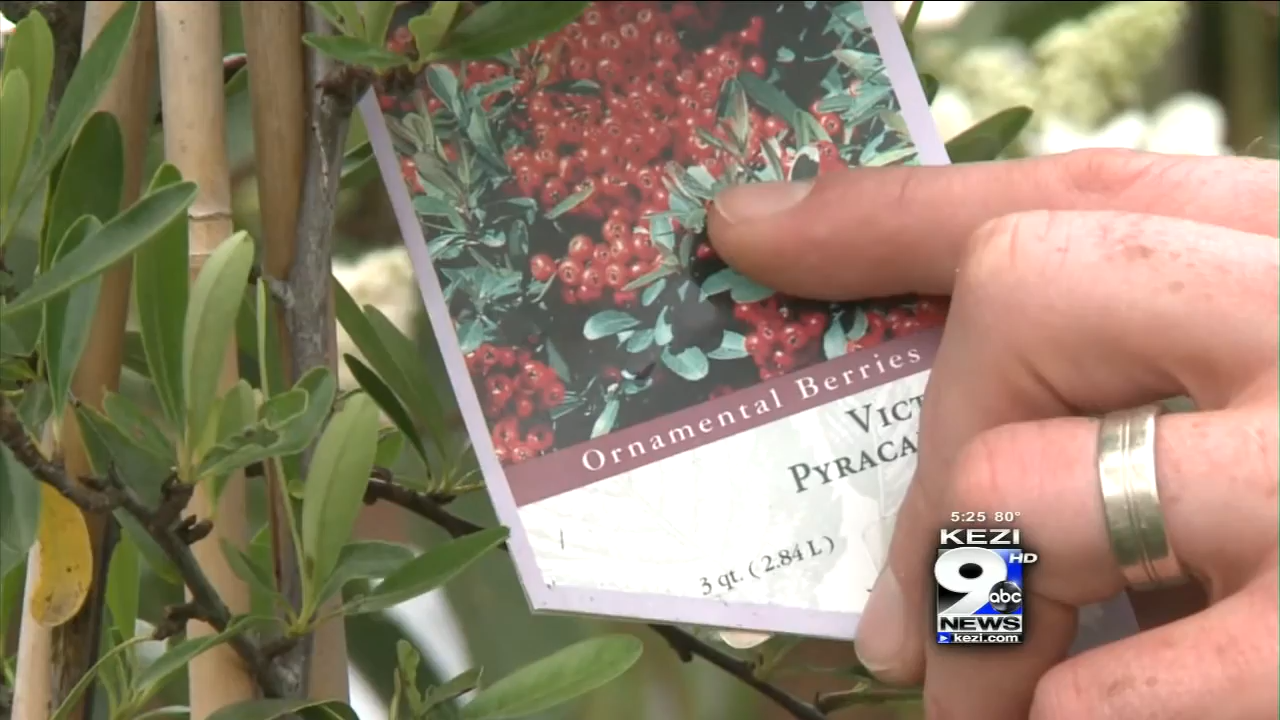 Ornamental Berries
VICT
PYRACA
3 qt. (2.84 L)
5:25 80°
KEZI
9 HD
abc
NEWS
kezi.com